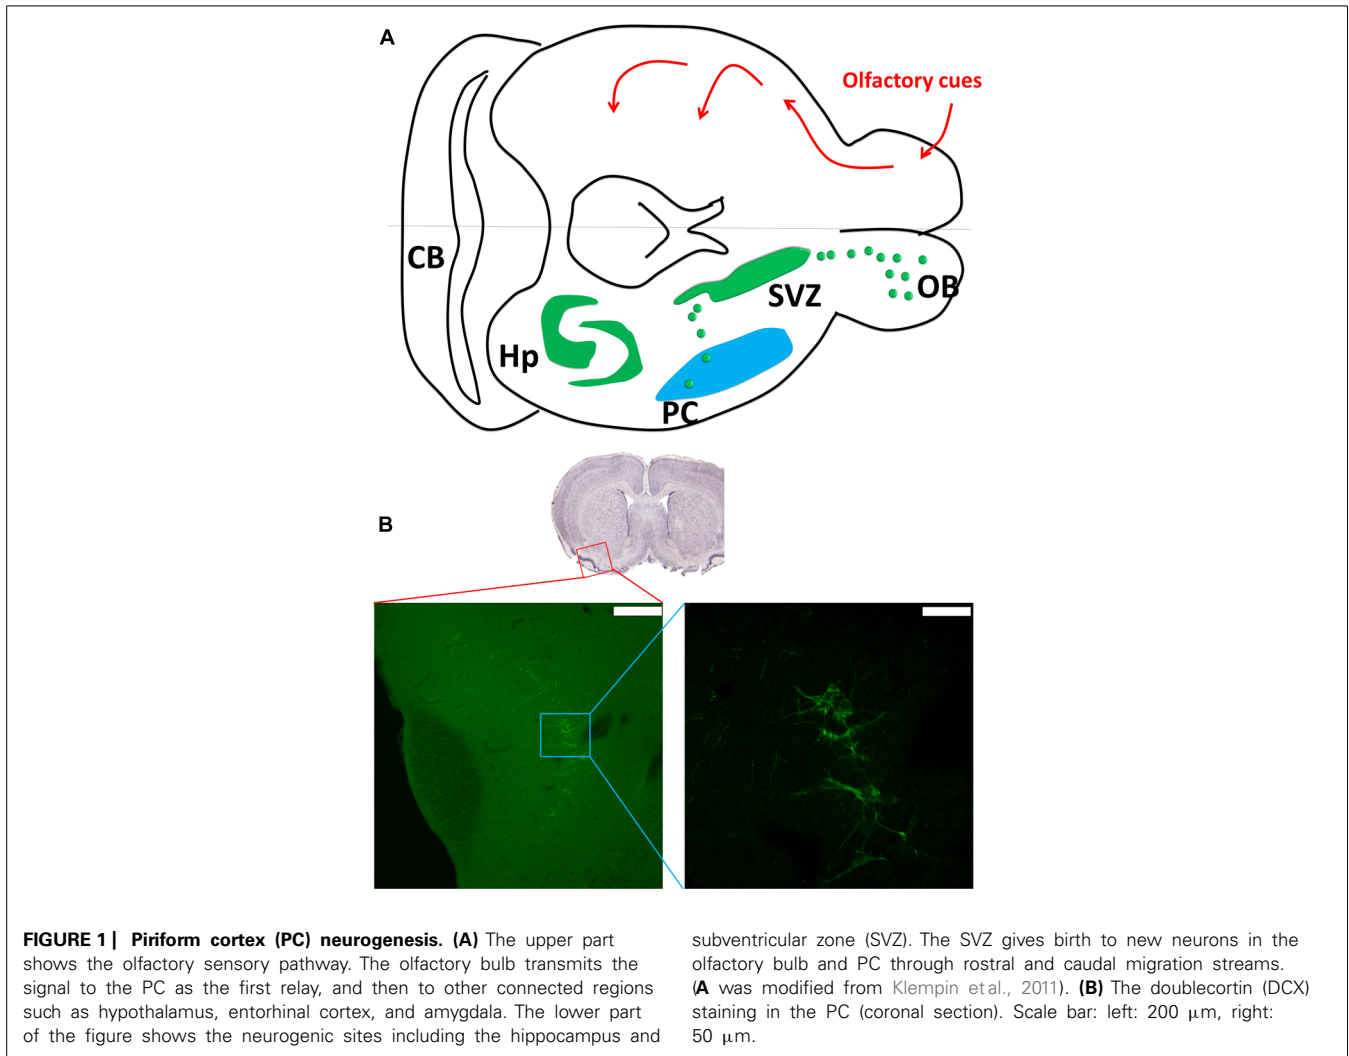 A
Olfactory cues
CB
SVZ
OB
Hp
PC
B
FIGURE 1 | Piriform cortex (PC) neurogenesis. (A) The upper part
shows the olfactory sensory pathway. The olfactory bulb transmits the
signal to the PC as the first relay, and then to other connected regions
such as hypothalamus, entorhinal cortex, and amygdala. The lower part
of the figure shows the neurogenic sites including the hippocampus and
subventricular zone (SVZ). The SVZ gives birth to new neurons in the
olfactory bulb and PC through rostral and caudal migration streams.
(A was modified from Klempin et al., 2011). (B) The doublecortin (DCX)
staining in the PC (coronal section). Scale bar: left: 200 μm, right:
50 μm.